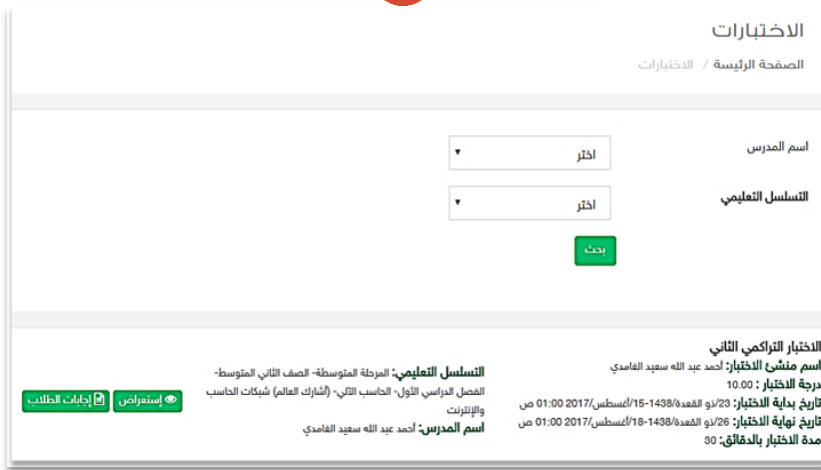 الاختبارات
الصفحة الرئيسة / الاختبارات
اسم المدرس
اختر
التسلسل التعليمي
اختر
بحث
الاختبار التراكمي الثاني
اسم منشئ الاختبار: أحمد عبد الله سعيد الغامدي
درجة الاختبار : 10.00
تاريخ بداية الاختبار: 23/ذو القعدة/1438-15/أغسطس/2017 01:00 ص
تاريخ نهاية الاختبار: 26/ذو القعدة/1438-18/أغسطس/2017 01:00 ص
مدة الاختبار بالدقائق: 30
التسلسل التعليمي: المرحلة المتوسطة- الصف الثاني المتوسط-
الفصل الدراسي الأول- الحاسب الآلي- (أشارك العالم) شبكات الحاسب
والإنترنت
اسم المدرس: أحمد عبد الله سعيد الغامدي
إستعراض
إجابات الطلاب